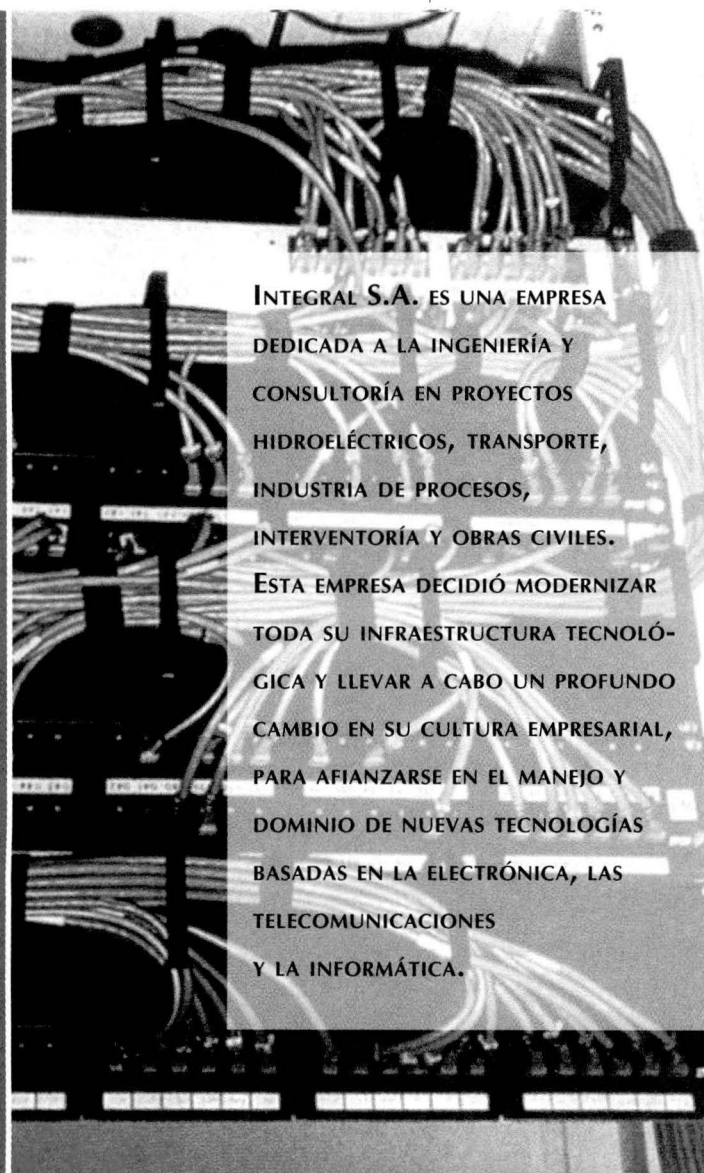 INTEGRAL S.A. ES UNA EMPRESA
DEDICADA A LA INGENIERÍA Y
CONSULTORÍA EN PROYECTOS
HIDROELÉCTRICOS, TRANSPORTE,
INDUSTRIA DE PROCESOS,
INTERVENTORÍA Y OBRAS CIVILES.
ESTA EMPRESA DECIDIÓ MODERNIZAR
TODA SU INFRAESTRUCTURA TECNOLÓ-
GICA Y LLEVAR A CABO UN PROFUNDO
CAMBIO EN SU CULTURA EMPRESARIAL,
PARA AFIANZARSE EN EL MANEJO Y
DOMINIO DE NUEVAS TECNOLOGÍAS
BASADAS EN LA ELECTRÓNICA, LAS
TELECOMUNICACIONES
Y LA INFORMÁTICA.